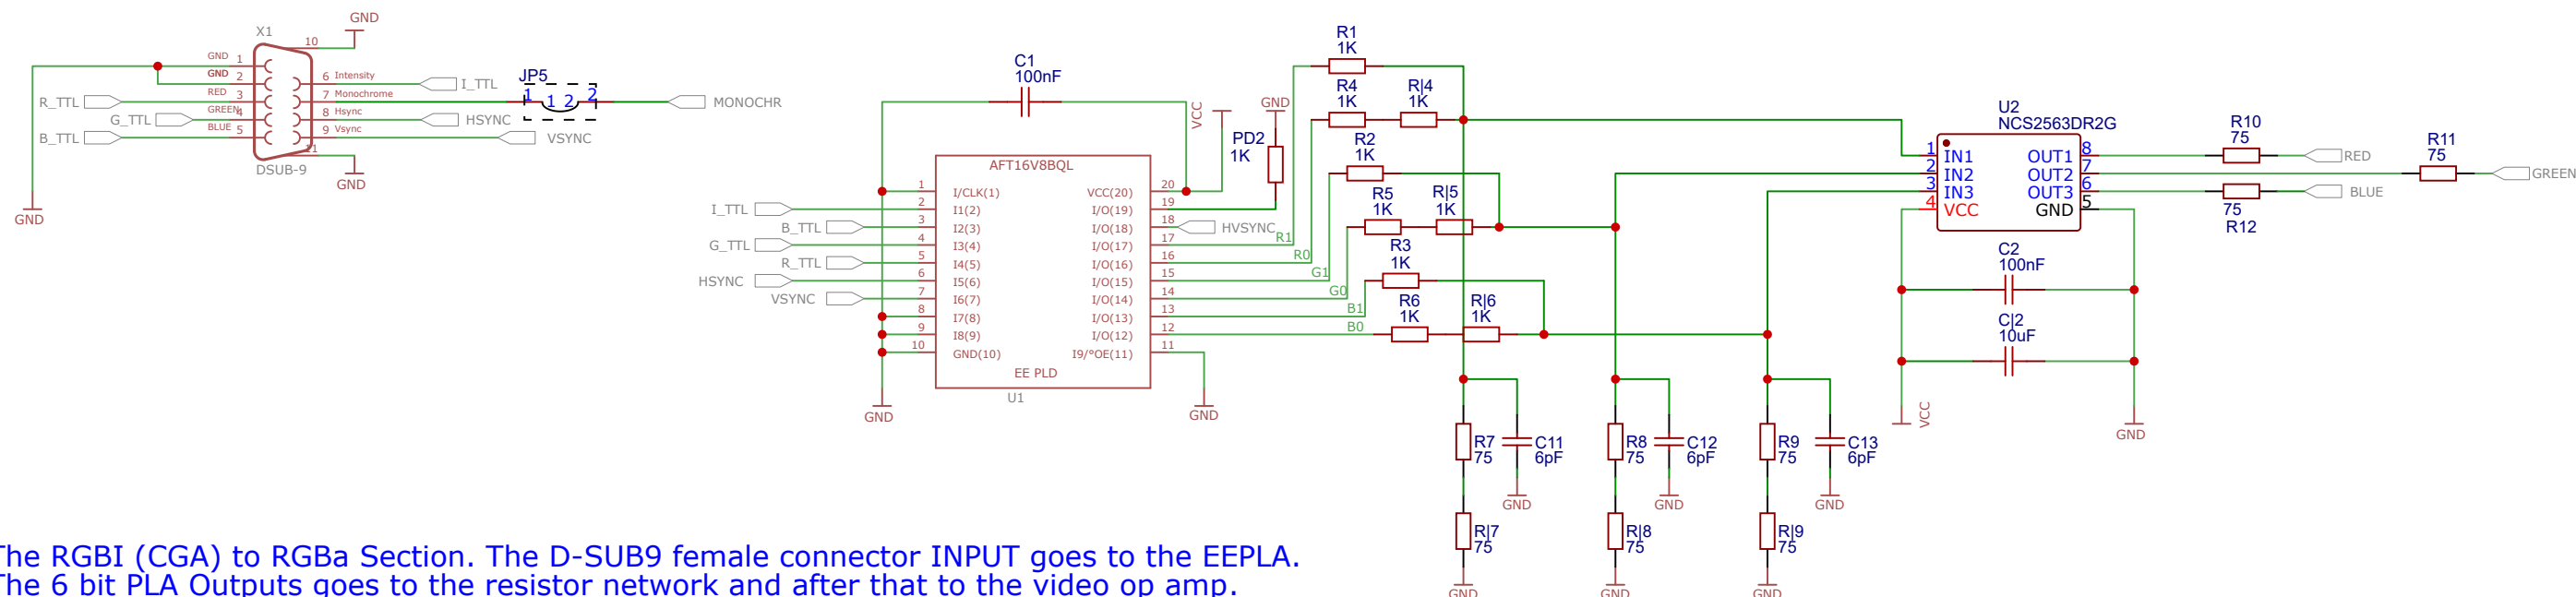 X1
GND
10
GND 1
GND 2
RED 3
GREEN 4
BLUE 5
6 Intensity
7 Monochrome
8 Hsync
9 Vsync
11
DSUB-9
GND
GND
R_TTL
G_TTL
B_TTL
I_TTL
HSYNC
VSYNC
JP5
1 1 2 2
MONOCHR
C1
100nF
VCC
GND
PD2
1K
AFT16V8BQL
1 I/CLK(1)
2 I1(2)
3 I2(3)
4 I3(4)
5 I4(5)
6 I5(6)
7 I6(7)
8 I7(8)
9 I8(9)
10 GND(10)
VCC(20) 20
I/O(19) 19
I/O(18) 18
I/O(17) 17
I/O(16) 16
I/O(15) 15
I/O(14) 14
I/O(13) 13
I/O(12) 12
I9/°OE(11) 11
EE PLD
U1
I_TTL
B_TTL
G_TTL
R_TTL
HSYNC
VSYNC
GND
GND
HVSYNC
R1
R0
G1
G0
B1
B0
R1
1K
R4
1K
R|4
1K
R2
1K
R5
1K
R|5
1K
R3
1K
R6
1K
R|6
1K
R7
75
C11
6pF
GND
R|7
75
GND
R8
75
C12
6pF
GND
R|8
75
GND
R9
75
C13
6pF
GND
R|9
75
GND
U2
NCS2563DR2G
1 IN1
2 IN2
3 IN3
4 VCC
OUT1 8
OUT2 7
OUT3 6
GND 5
C2
100nF
C|2
10uF
VCC
GND
R10
75
RED
R11
75
GREEN
75
R12
BLUE
The RGBI (CGA) to RGBa Section. The D-SUB9 female connector INPUT goes to the EEPLA.
The 6 bit PLA Outputs goes to the resistor network and after that to the video op amp.